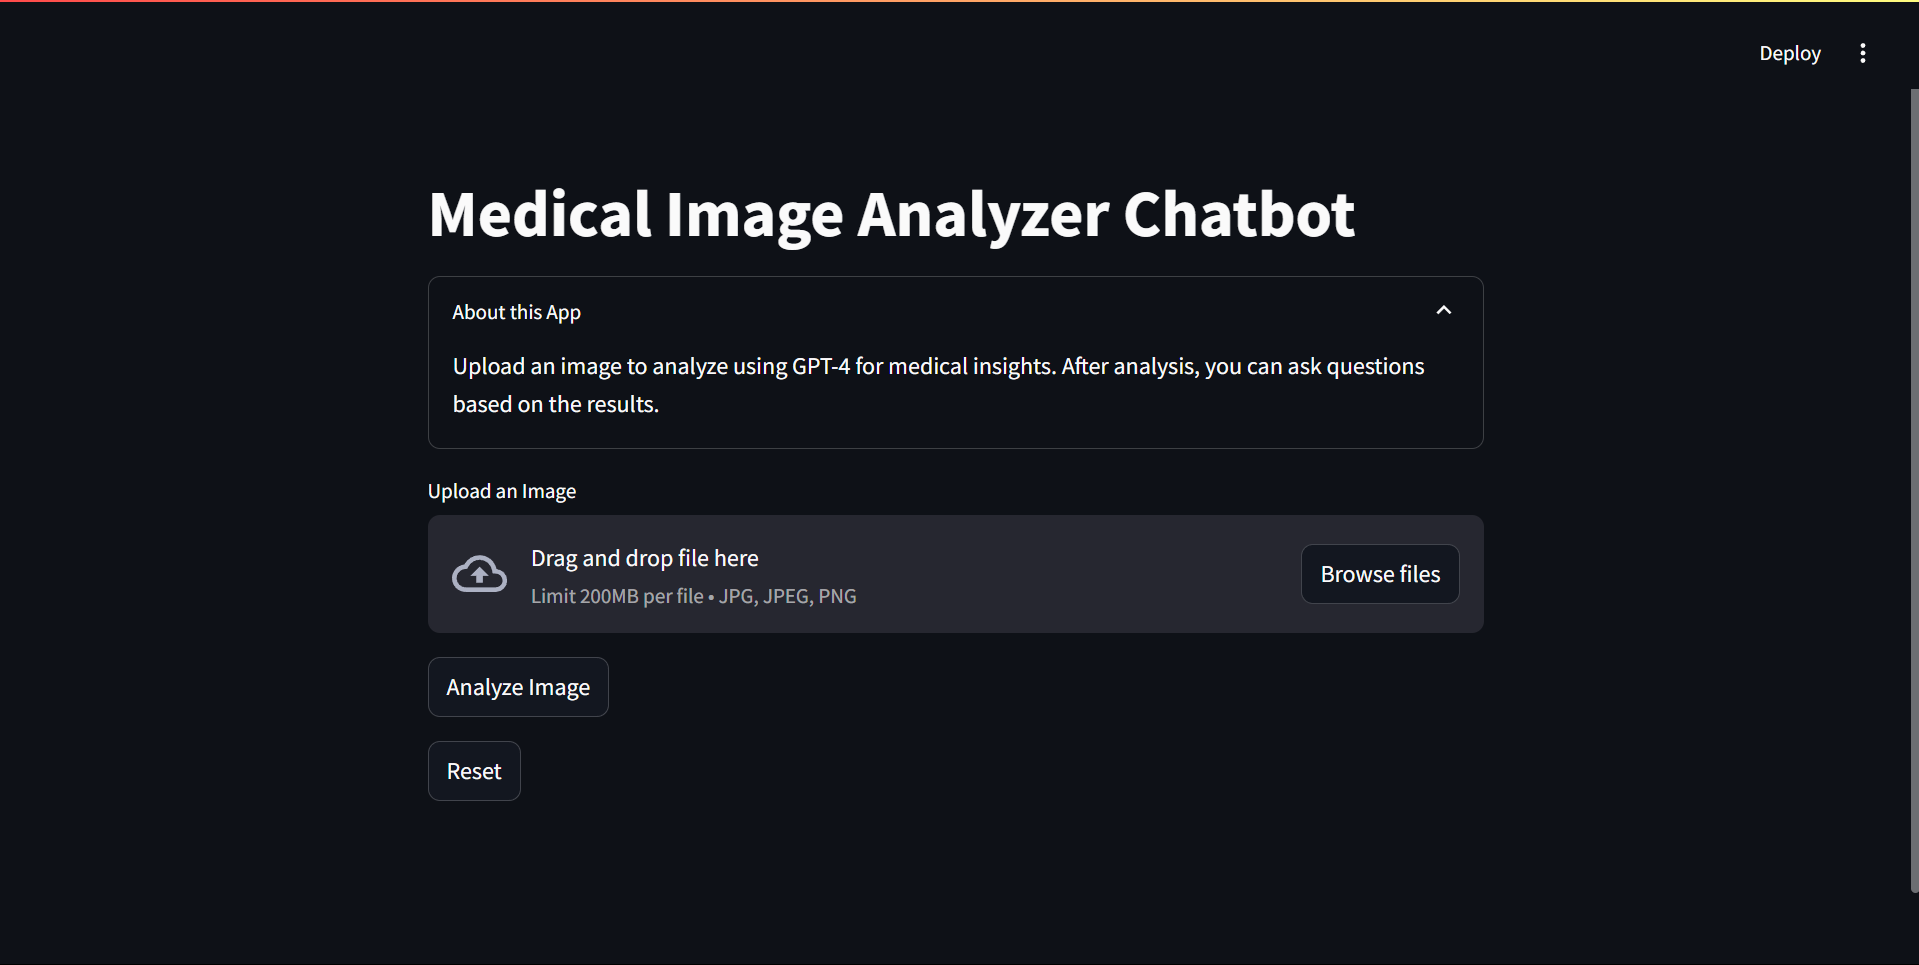 Deploy
Medical Image Analyzer Chatbot
About this App
Upload an image to analyze using GPT-4 for medical insights. After analysis, you can ask questions
based on the results.
Upload an Image
Drag and drop file here
Limit 200MB per file • JPG, JPEG, PNG
Browse files
Analyze Image
Reset